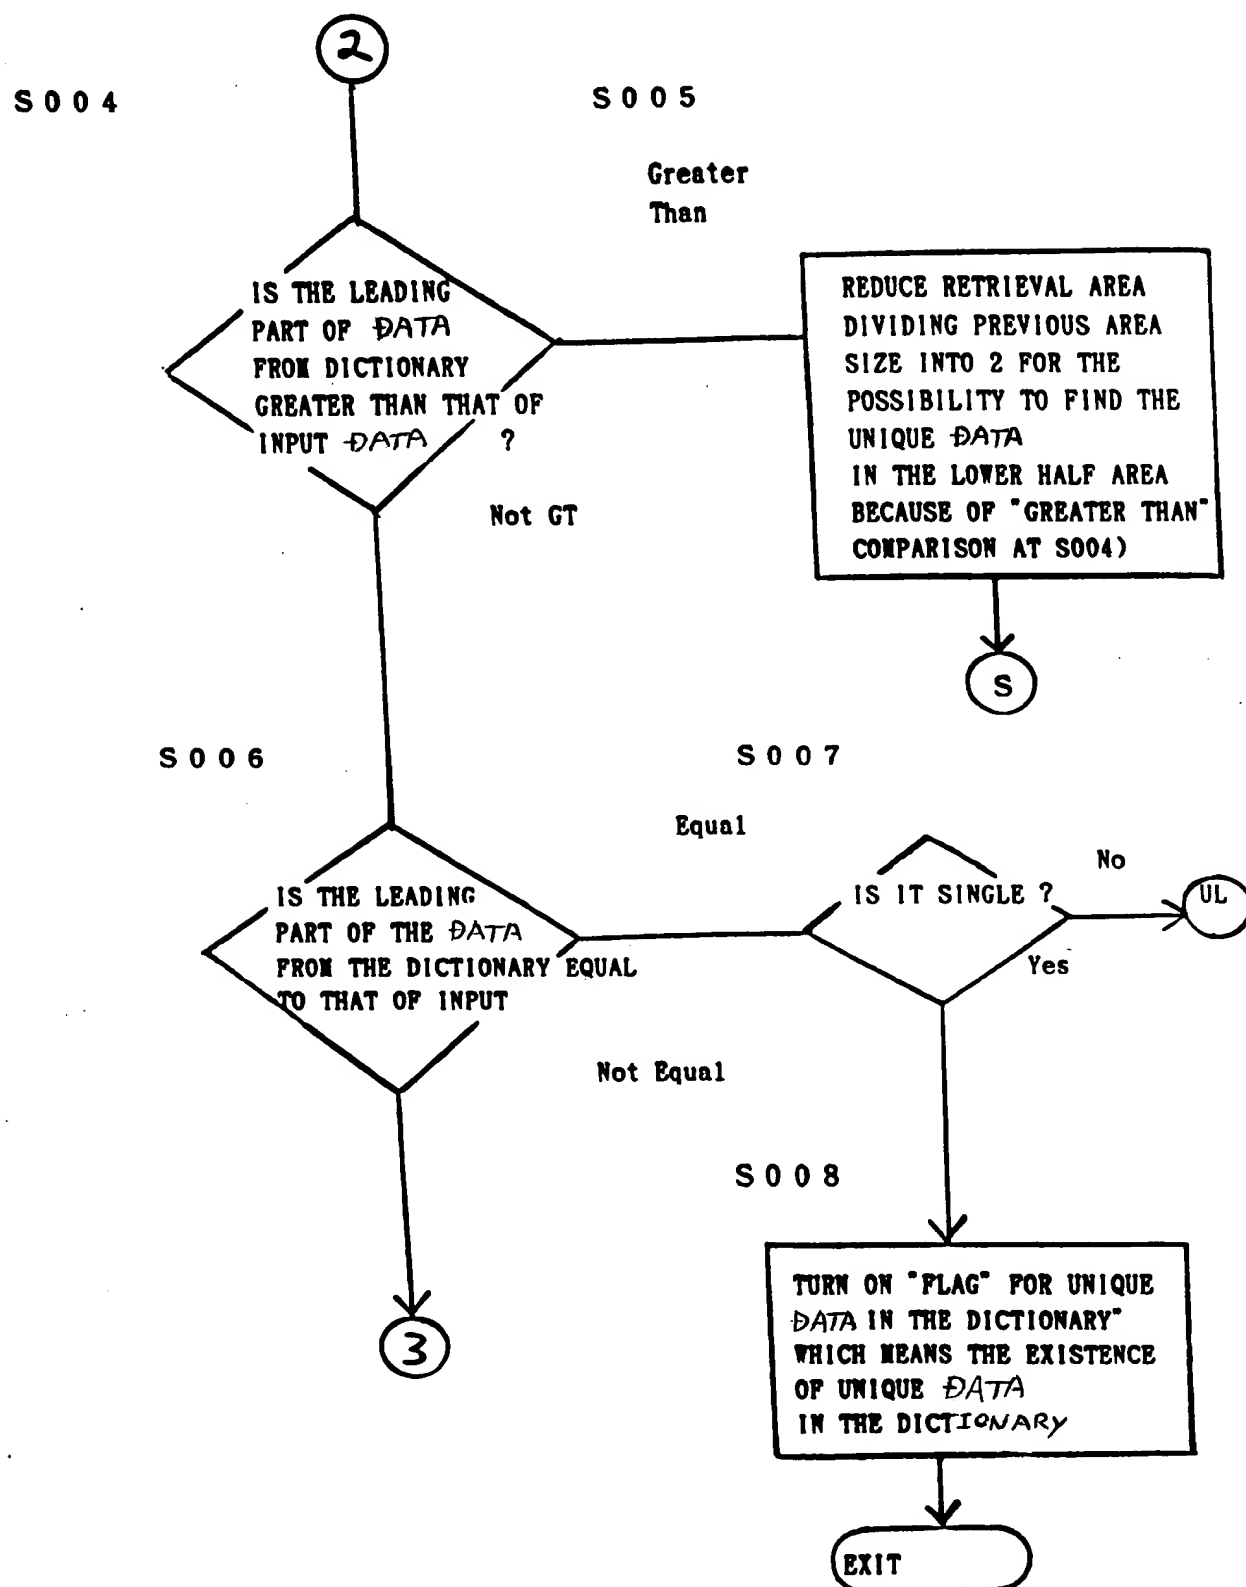 2
S004
S005
Greater
Than
IS THE LEADING
PART OF DATA
FROM DICTIONARY
GREATER THAN THAT OF
INPUT DATA ?
REDUCE RETRIEVAL AREA
DIVIDING PREVIOUS AREA
SIZE INTO 2 FOR THE
POSSIBILITY TO FIND THE
UNIQUE DATA
IN THE LOWER HALF AREA
BECAUSE OF "GREATER THAN"
COMPARISON AT S004)
Not GT
S
S006
S007
Equal
IS THE LEADING
PART OF THE DATA
FROM THE DICTIONARY EQUAL
TO THAT OF INPUT
IS IT SINGLE ?
No
UL
Yes
Not Equal
S008
3
TURN ON "FLAG" FOR UNIQUE
DATA IN THE DICTIONARY"
WHICH MEANS THE EXISTENCE
OF UNIQUE DATA
IN THE DICTIONARY
EXIT